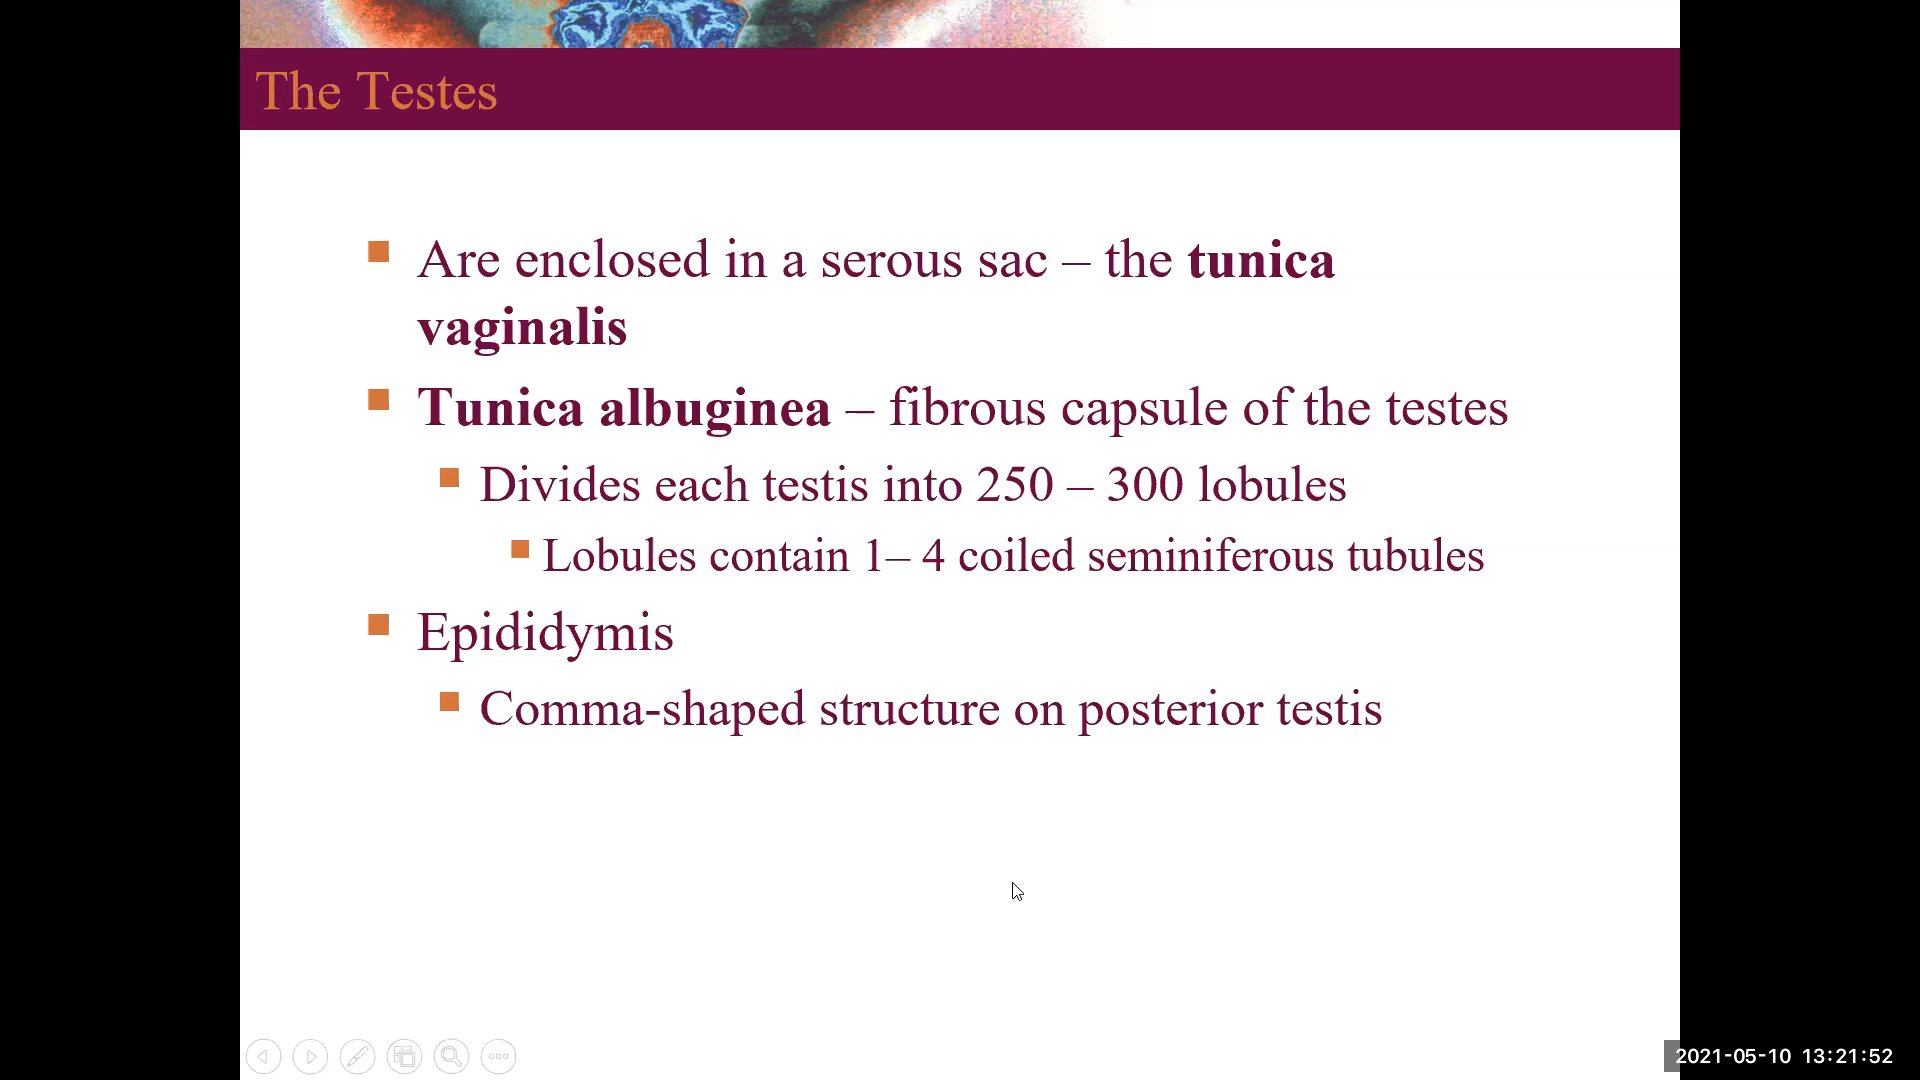 The Testes
Are enclosed in a serous sac – the tunica
vaginalis
Tunica albuginea – fibrous capsule of the testes
Divides each testis into 250 – 300 lobules
Lobules contain 1– 4 coiled seminiferous tubules
Epididymis
Comma-shaped structure on posterior testis
2021-05-10 13:21:52